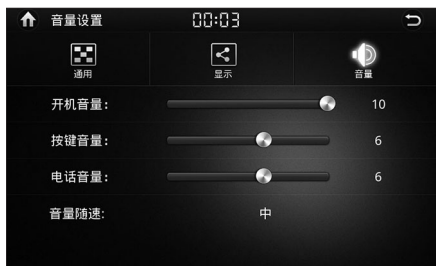 音量设置 00:03
通用 显示 音量
开机音量： 10
按键音量： 6
电话音量： 6
音量随速: 中